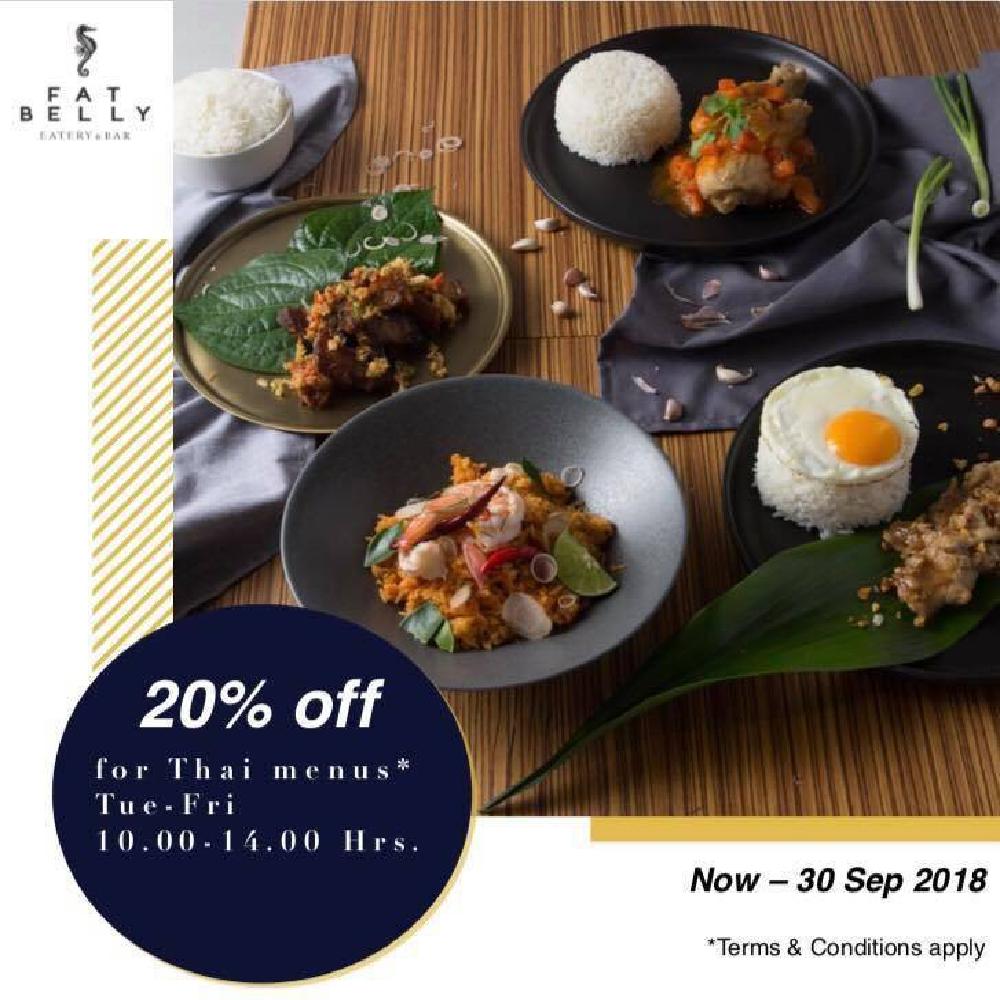 FAT
BELLY
EATERY & BAR
20% off
for Thai menus*
Tue-Fri
10.00-14.00 Hrs.
Now – 30 Sep 2018
*Terms & Conditions apply